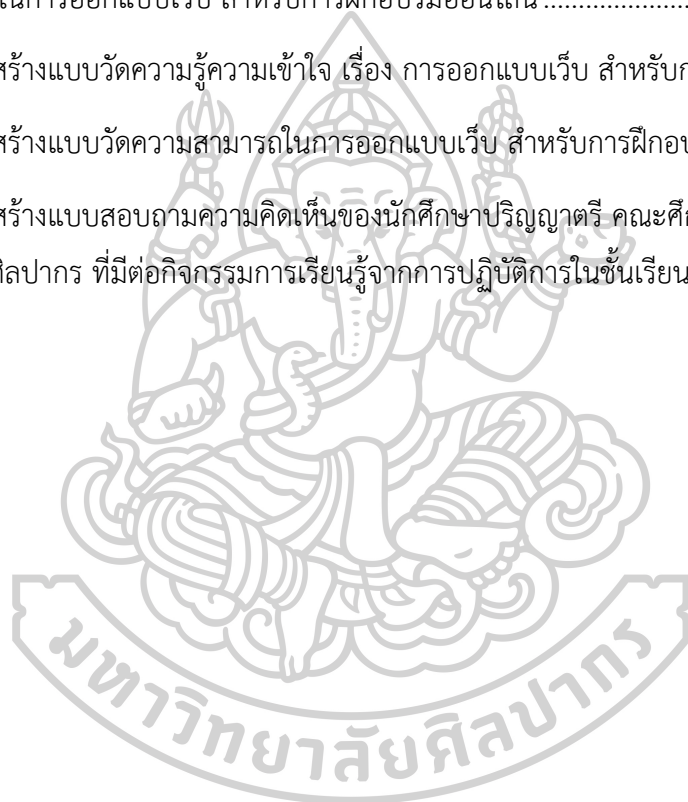 ในการออกแบบเว็บ สำหรับการฝึกอบรมออนไลน์ ......................
สร้างแบบวัดความรู้ความเข้าใจ เรื่อง การออกแบบเว็บ สำหรับก
สร้างแบบวัดความสามารถในการออกแบบเว็บ สำหรับการฝึกอบ
สร้างแบบสอบถามความคิดเห็นของนักศึกษาปริญญาตรี คณะศึก
ศิลปากร ที่มีต่อกิจกรรมการเรียนรู้จากการปฏิบัติการในชั้นเรียน
มหาวิทยาลัยศิลปากร